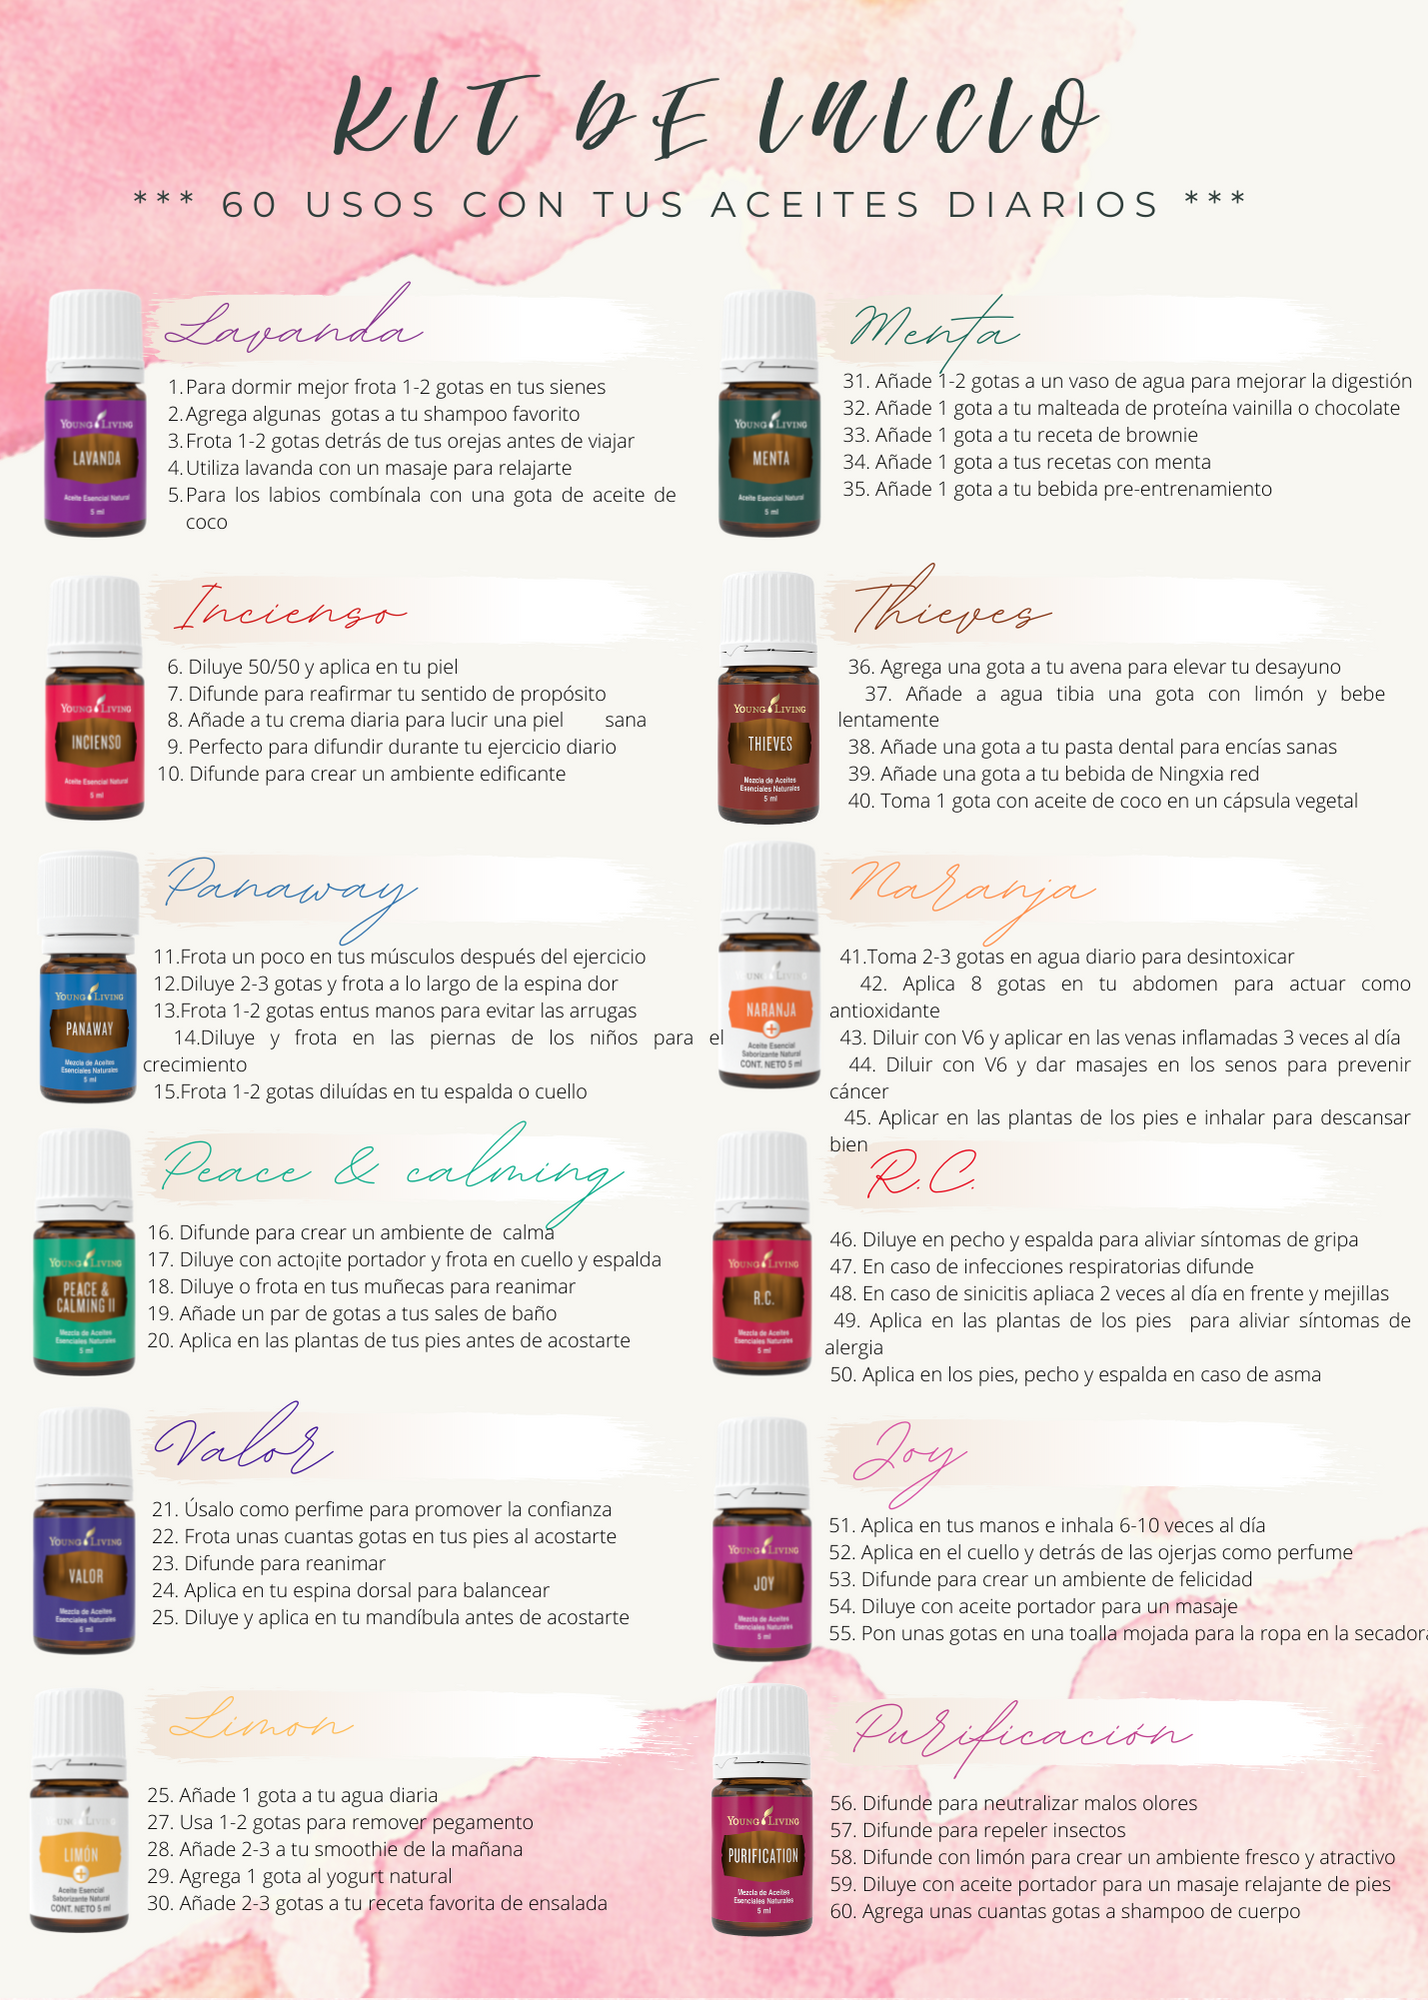 KIT DE INICIO
*** 60 USOS CON TUS ACEITES DIARIOS ***
Lavanda
1.Para dormir mejor frota 1-2 gotas en tus sienes
2.Agrega algunas gotas a tu shampoo favorito
3.Frota 1-2 gotas detrás de tus orejas antes de viajar
4.Utiliza lavanda con un masaje para relajarte
5.Para los labios combínala con una gota de aceite de
coco
YOUNG LIVING
LAVANDA
Aceite Esencial Natural
5 ml
Incienso
6. Diluye 50/50 y aplica en tu piel
7. Difunde para reafirmar tu sentido de propósito
8. Añade a tu crema diaria para lucir una piel sana
9. Perfecto para difundir durante tu ejercicio diario
10. Difunde para crear un ambiente edificante
YOUNG LIVING
INCIENSO
Aceite Esencial Natural
5 ml
Panaway
11.Frota un poco en tus músculos después del ejercicio
12.Diluye 2-3 gotas y frota a lo largo de la espina dor
13.Frota 1-2 gotas entus manos para evitar las arrugas
14.Diluye y frota en las piernas de los niños para el
crecimiento
15.Frota 1-2 gotas diluídas en tu espalda o cuello
YOUNG LIVING
PANAWAY
Mezcla de Aceites
Esenciales Naturales
5 ml
Peace & calming
16. Difunde para crear un ambiente de calma
17. Diluye con acto¡ite portador y frota en cuello y espalda
18. Diluye o frota en tus muñecas para reanimar
19. Añade un par de gotas a tus sales de baño
20. Aplica en las plantas de tus pies antes de acostarte
YOUNG LIVING
PEACE &
CALMING II
Mezcla de Aceites
Esenciales Naturales
5 ml
Valor
21. Úsalo como perfime para promover la confianza
22. Frota unas cuantas gotas en tus pies al acostarte
23. Difunde para reanimar
24. Aplica en tu espina dorsal para balancear
25. Diluye y aplica en tu mandíbula antes de acostarte
YOUNG LIVING
VALOR
Mezcla de Aceites
Esenciales Naturales
5 ml
Limon
25. Añade 1 gota a tu agua diaria
27. Usa 1-2 gotas para remover pegamento
28. Añade 2-3 a tu smoothie de la mañana
29. Agrega 1 gota al yogurt natural
30. Añade 2-3 gotas a tu receta favorita de ensalada
LIMÓN
Aceite Esencial
Saborizante Natural
CONT. NETO 5 ml
Menta
31. Añade 1-2 gotas a un vaso de agua para mejorar la digestión
32. Añade 1 gota a tu malteada de proteína vainilla o chocolate
33. Añade 1 gota a tu receta de brownie
34. Añade 1 gota a tus recetas con menta
35. Añade 1 gota a tu bebida pre-entrenamiento
YOUNG LIVING
MENTA
Aceite Esencial Natural
5 ml
Thieves
36. Agrega una gota a tu avena para elevar tu desayuno
37. Añade a agua tibia una gota con limón y bebe
lentamente
38. Añade una gota a tu pasta dental para encías sanas
39. Añade una gota a tu bebida de Ningxia red
40. Toma 1 gota con aceite de coco en un cápsula vegetal
YOUNG LIVING
THIEVES
Mezcla de Aceites
Esenciales Naturales
5 ml
Naranja
41.Toma 2-3 gotas en agua diario para desintoxicar
42. Aplica 8 gotas en tu abdomen para actuar como
antioxidante
43. Diluir con V6 y aplicar en las venas inflamadas 3 veces al día
44. Diluir con V6 y dar masajes en los senos para prevenir
cáncer
45. Aplicar en las plantas de los pies e inhalar para descansar
bien
NARANJA
Aceite Esencial
Saborizante Natural
CONT. NETO 5 ml
R.C.
46. Diluye en pecho y espalda para aliviar síntomas de gripa
47. En caso de infecciones respiratorias difunde
48. En caso de sinicitis apliaca 2 veces al día en frente y mejillas
49. Aplica en las plantas de los pies para aliviar síntomas de
alergia
50. Aplica en los pies, pecho y espalda en caso de asma
YOUNG LIVING
R.C.
Mezcla de Aceites
Esenciales Naturales
5 ml
Joy
51. Aplica en tus manos e inhala 6-10 veces al día
52. Aplica en el cuello y detrás de las ojerjas como perfume
53. Difunde para crear un ambiente de felicidad
54. Diluye con aceite portador para un masaje
55. Pon unas gotas en una toalla mojada para la ropa en la secadora
YOUNG LIVING
JOY
Mezcla de Aceites
Esenciales Naturales
5 ml
Purificación
56. Difunde para neutralizar malos olores
57. Difunde para repeler insectos
58. Difunde con limón para crear un ambiente fresco y atractivo
59. Diluye con aceite portador para un masaje relajante de pies
60. Agrega unas cuantas gotas a shampoo de cuerpo
YOUNG LIVING
PURIFICATION
Mezcla de Aceites
Esenciales Naturales
5 ml